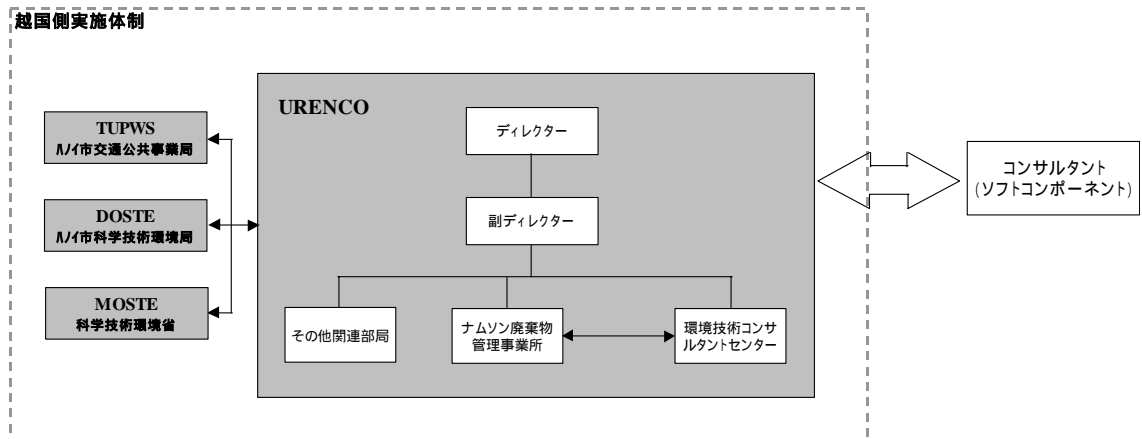 越国側実施体制
URENCO
TUPWS
ﾊﾉｲ市交通公共事業局
DOSTE
ﾊﾉｲ市科学技術環境局
MOSTE
科学技術環境省
ディレクター
副ディレクター
その他関連部局
ナムソン廃棄物
管理事業所
環境技術コンサ
ルタントセンター
コンサルタント
(ソフトコンポーネント)